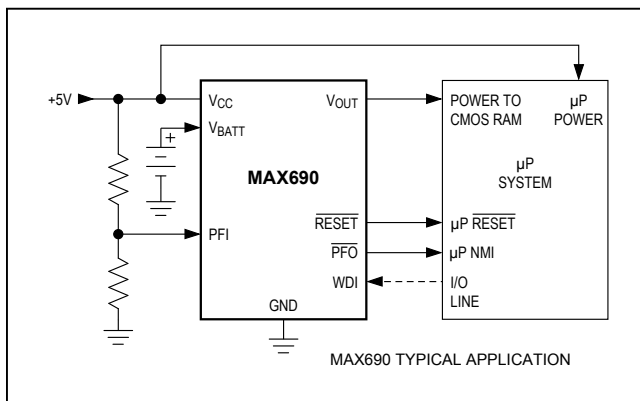 +5V
VCC
VBATT
+
PFI
MAX690
VOUT
RESET
PFO
WDI
GND
POWER TO
CMOS RAM
µP
POWER
µP
SYSTEM
µP RESET
µP NMI
I/O
LINE
MAX690 TYPICAL APPLICATION